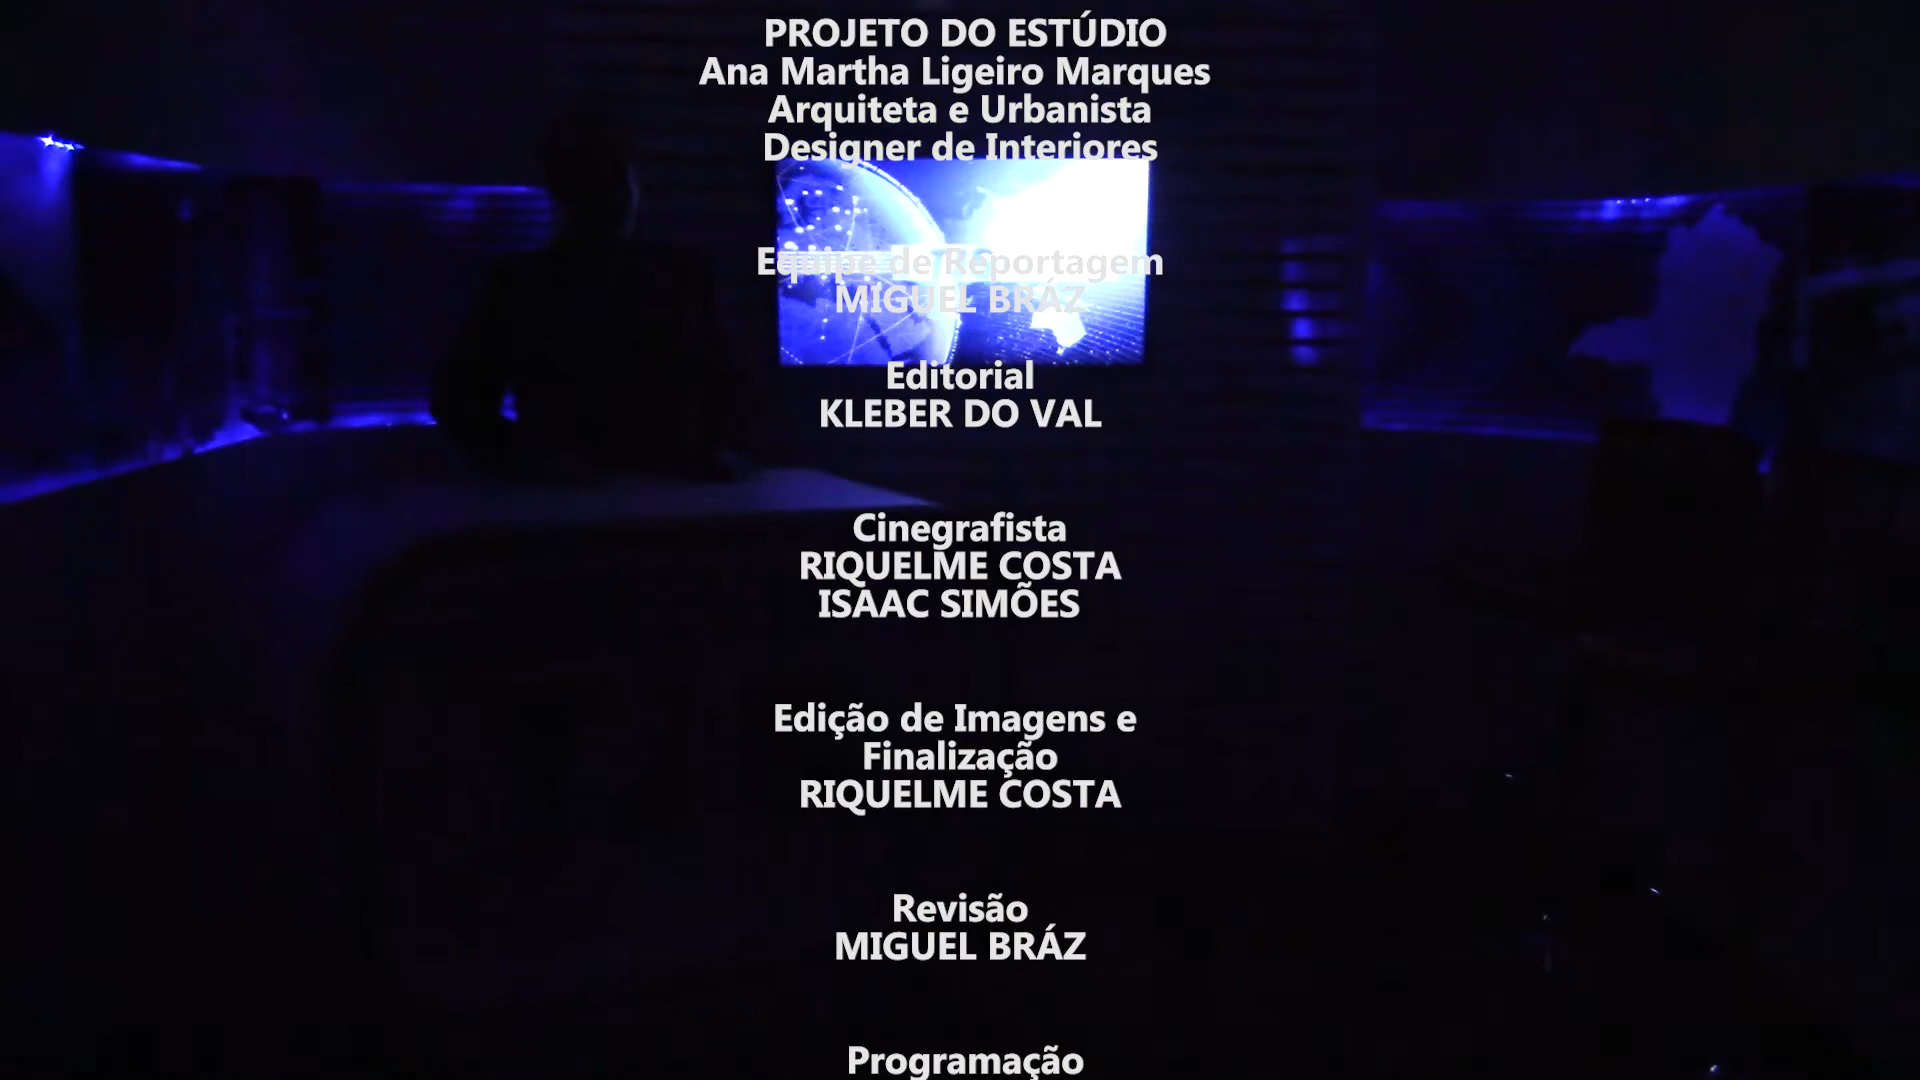 PROJETO DO ESTÚDIO
Ana Martha Ligeiro Marques
Arquiteta e Urbanista
Designer de Interiores
Equipe de Reportagem
MIGUEL BRÁZ
Editorial
KLEBER DO VAL
Cinegrafista
RIQUELME COSTA
ISAAC SIMÕES
Edição de Imagens e
Finalização
RIQUELME COSTA
Revisão
MIGUEL BRÁZ
Programação